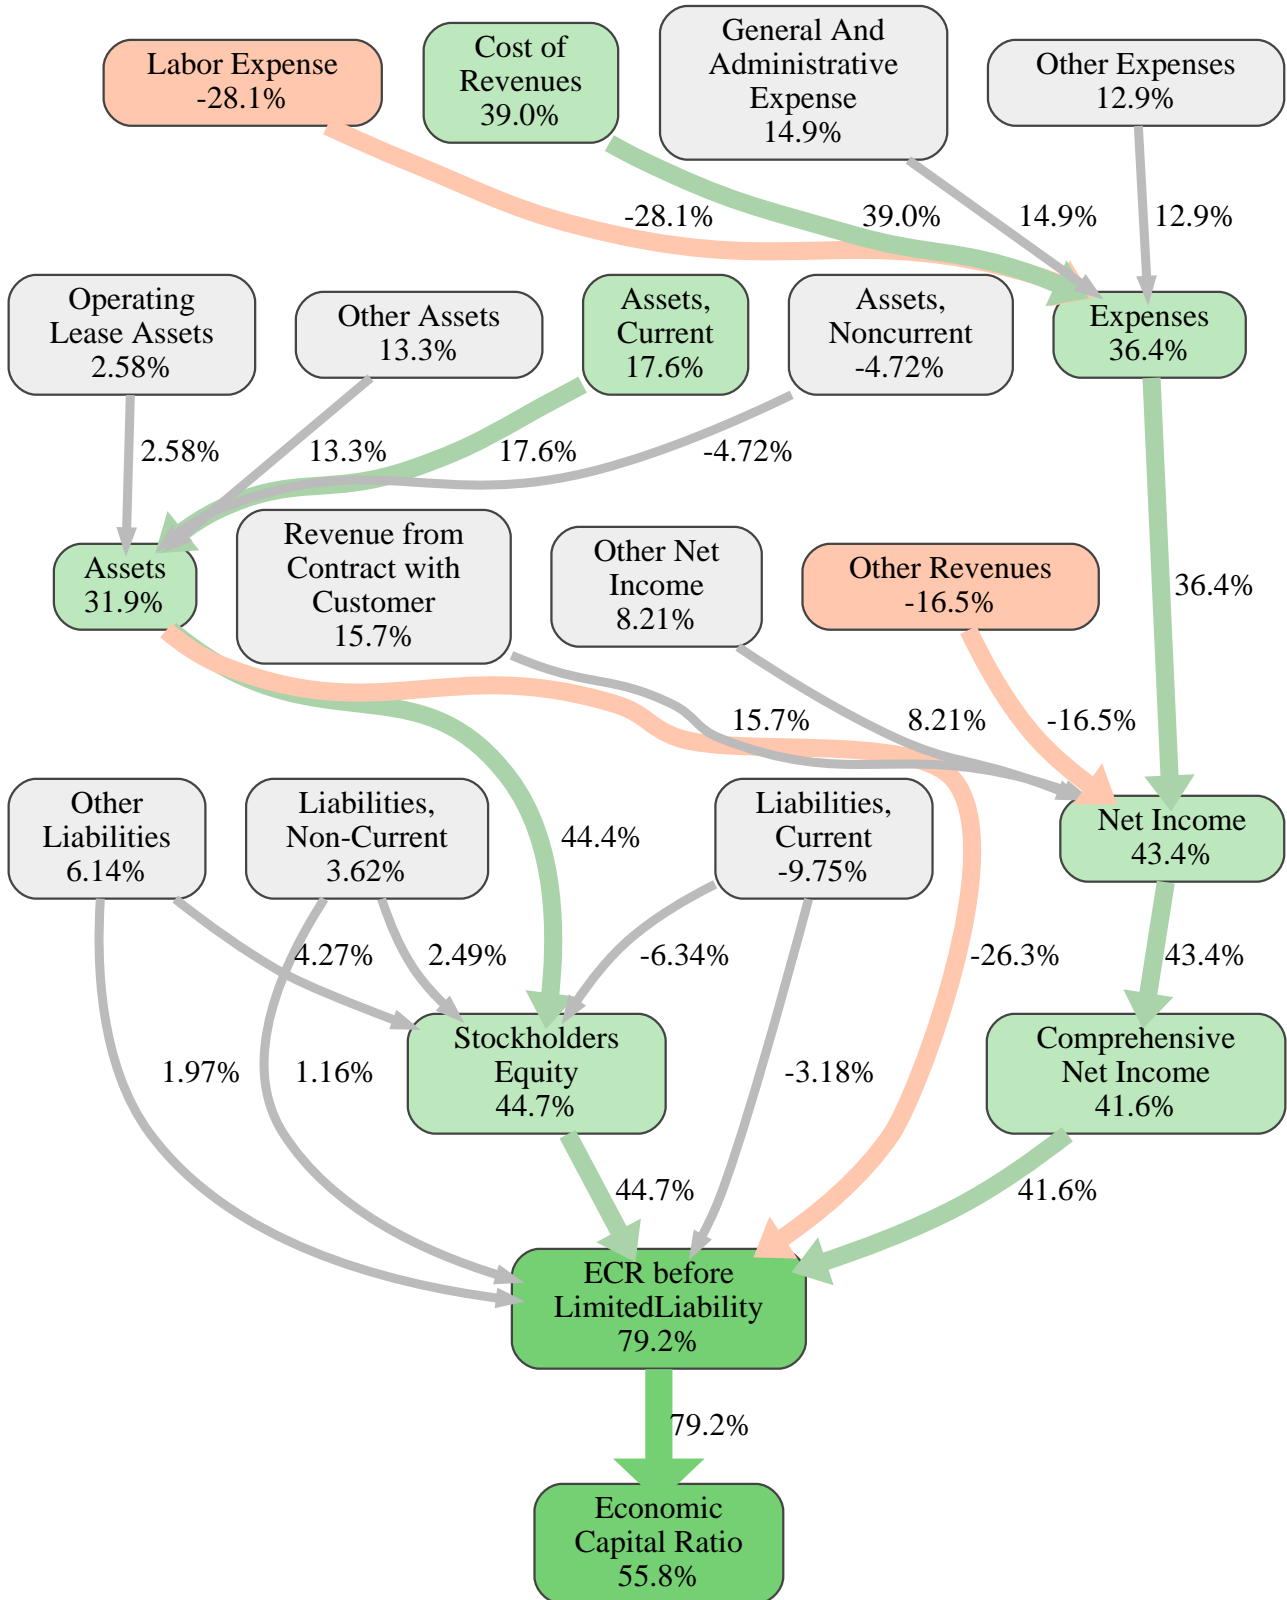 Labor Expense
-28.1%
Cost of
Revenues
39.0%
General And
Administrative
Expense
14.9%
Other Expenses
12.9%
-28.1%
39.0%
14.9%
12.9%
Operating
Lease Assets
2.58%
Other Assets
13.3%
Assets,
Current
17.6%
Assets,
Noncurrent
-4.72%
Expenses
36.4%
2.58%
13.3%
17.6%
-4.72%
Assets
31.9%
Revenue from
Contract with
Customer
15.7%
Other Net
Income
8.21%
Other Revenues
-16.5%
36.4%
15.7%
8.21%
-16.5%
Other
Liabilities
6.14%
Liabilities,
Non-Current
3.62%
44.4%
Liabilities,
Current
-9.75%
Net Income
43.4%
4.27%
2.49%
-6.34%
-26.3%
43.4%
1.97%
1.16%
Stockholders
Equity
44.7%
-3.18%
Comprehensive
Net Income
41.6%
44.7%
41.6%
ECR before
LimitedLiability
79.2%
79.2%
Economic
Capital Ratio
55.8%